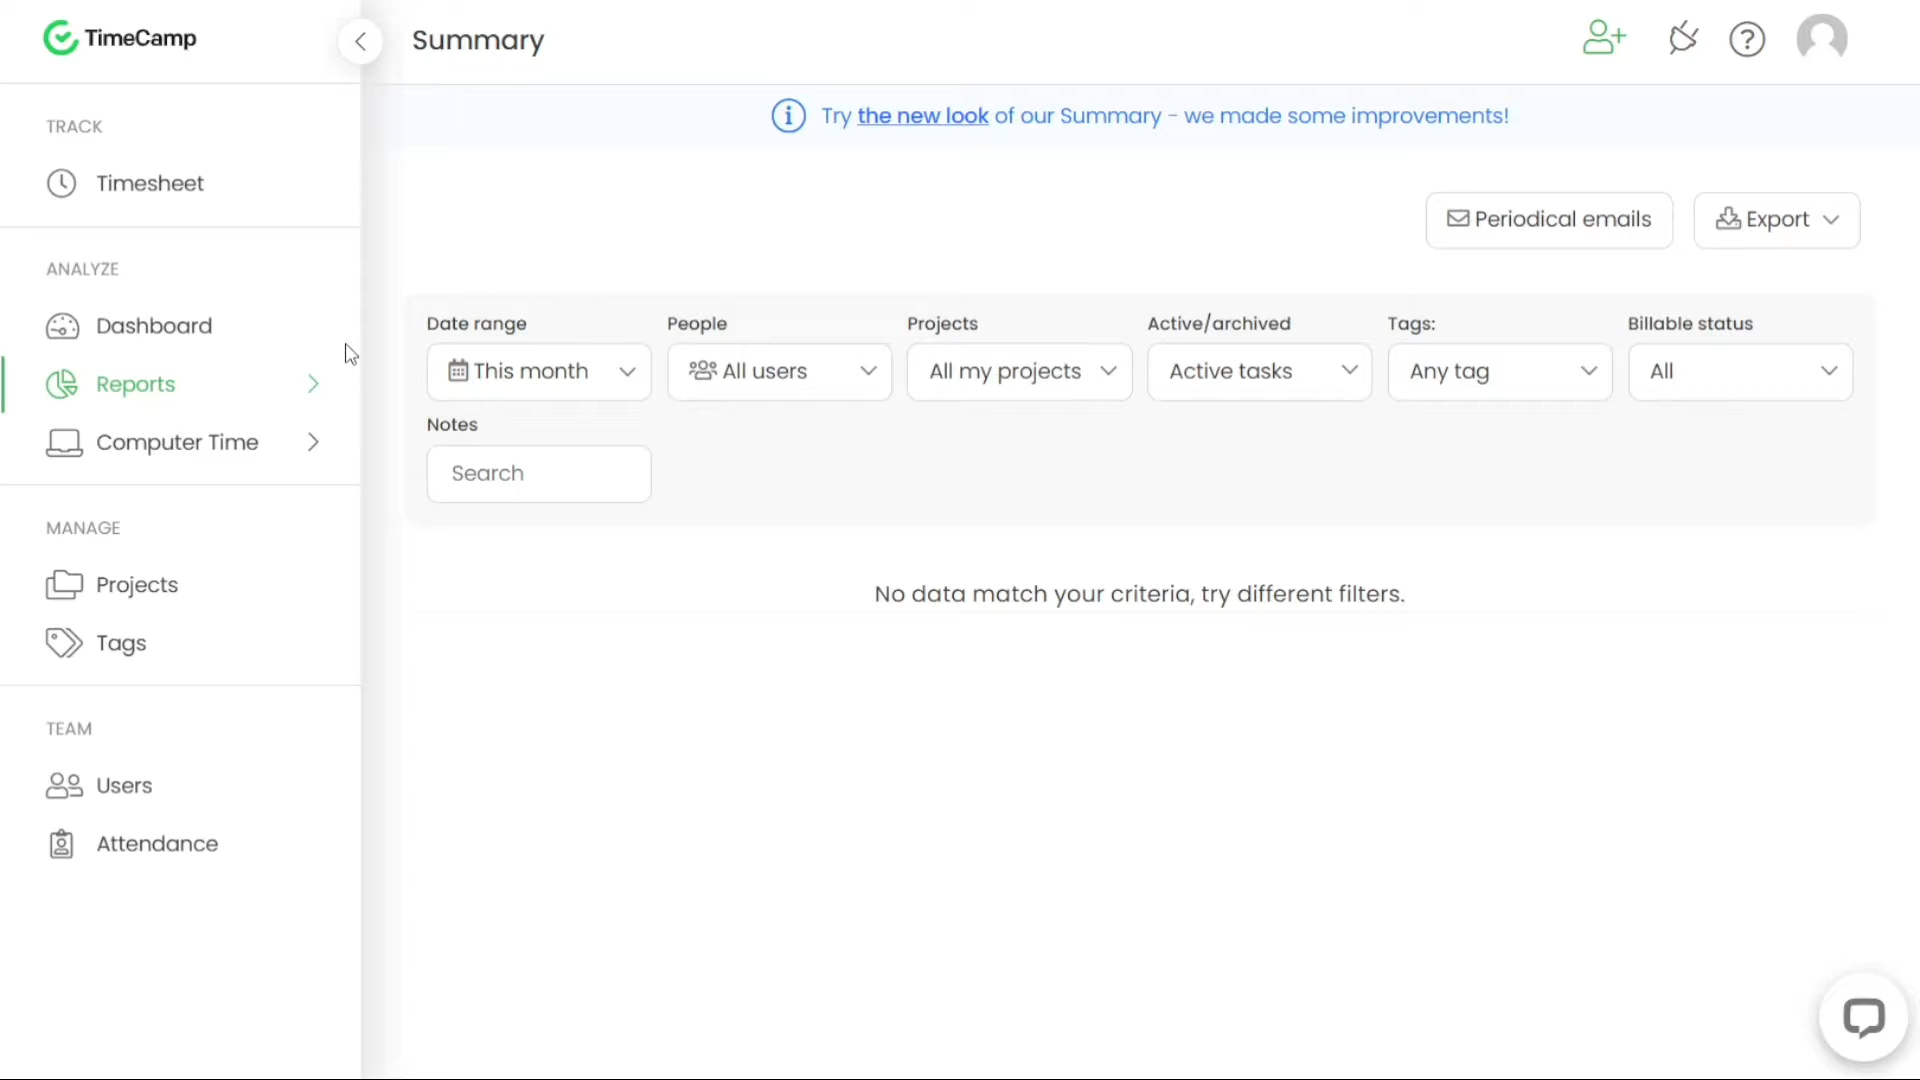 TimeCamp
Summary
Try the new look of our Summary - we made some improvements!
TRACK
Timesheet
ANALYZE
Dashboard
Reports
Computer Time
MANAGE
Projects
Tags
TEAM
Users
Attendance
Periodical emails
Export
Date range
People
Projects
Active/archived
Tags:
Billable status
This month
All users
All my projects
Active tasks
Any tag
All
Notes
Search
No data match your criteria, try different filters.